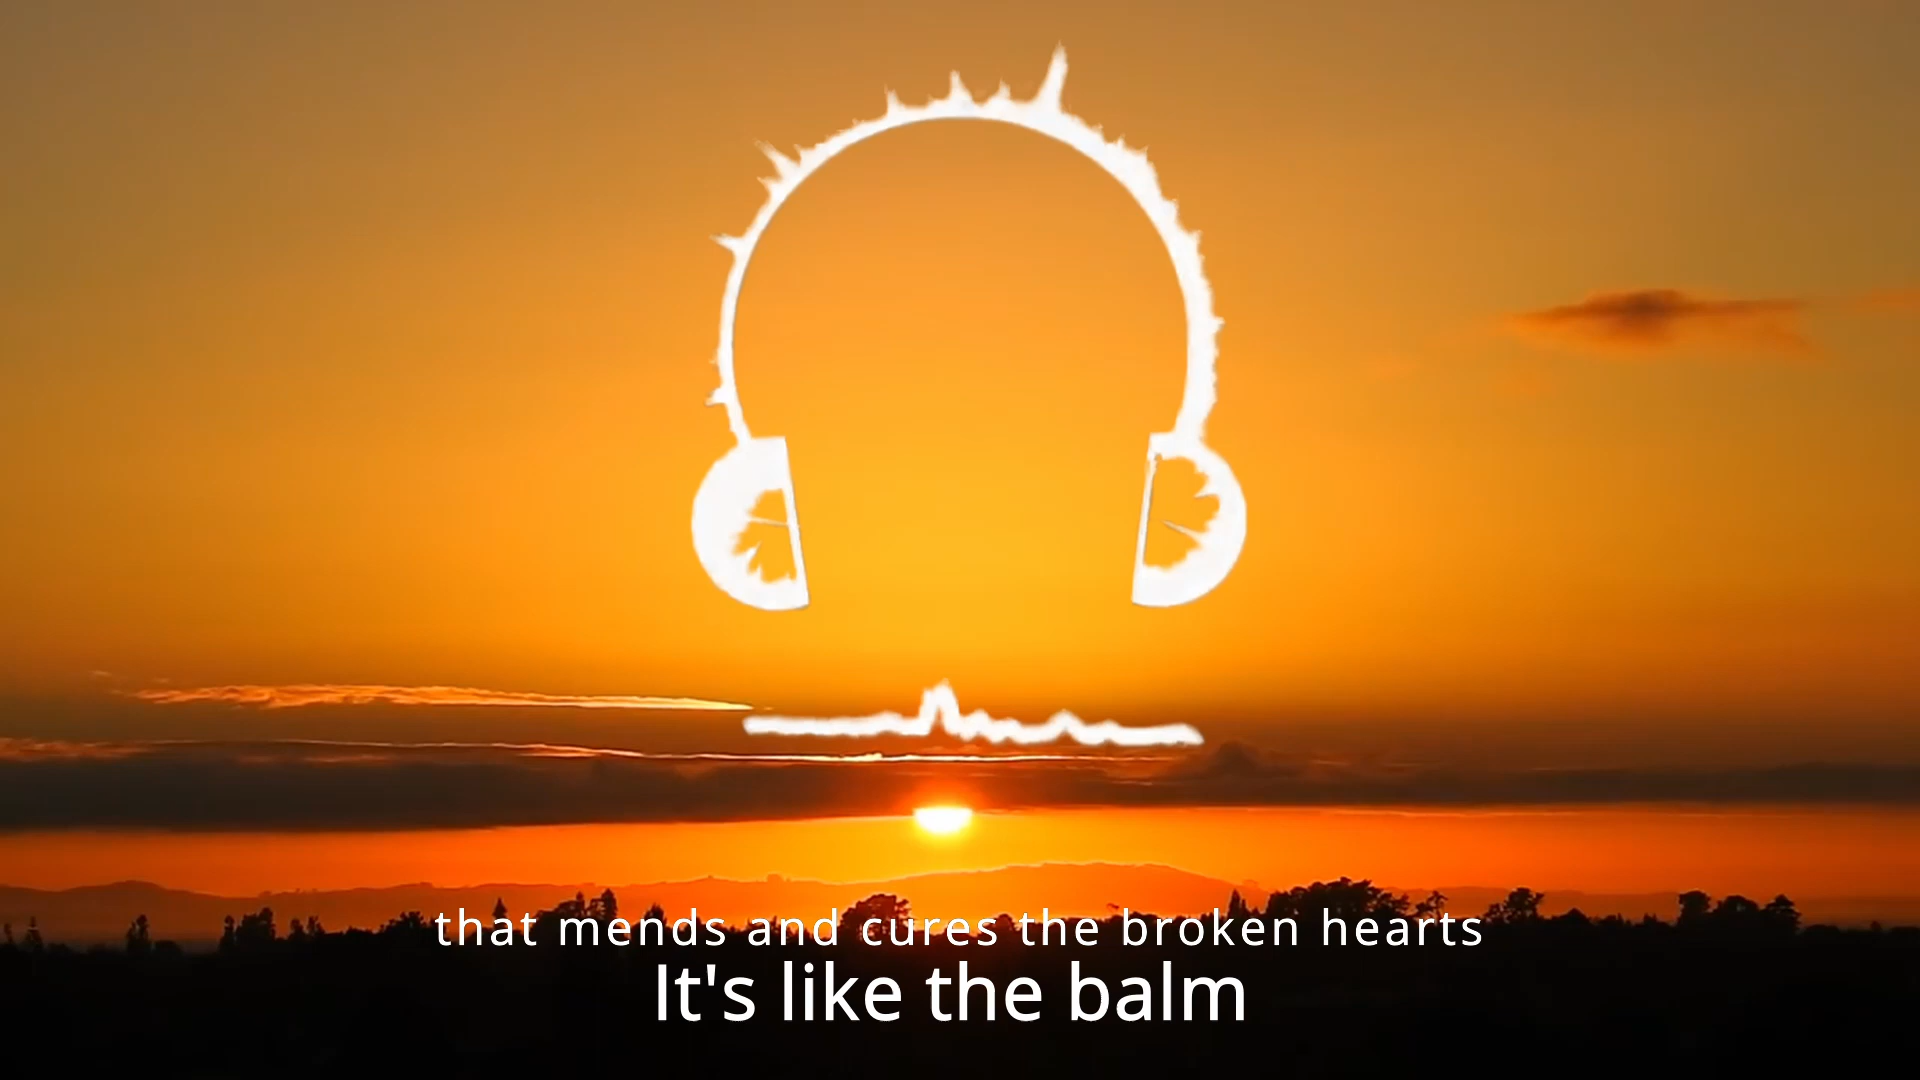 that mends and cures the broken hearts
It's like the balm